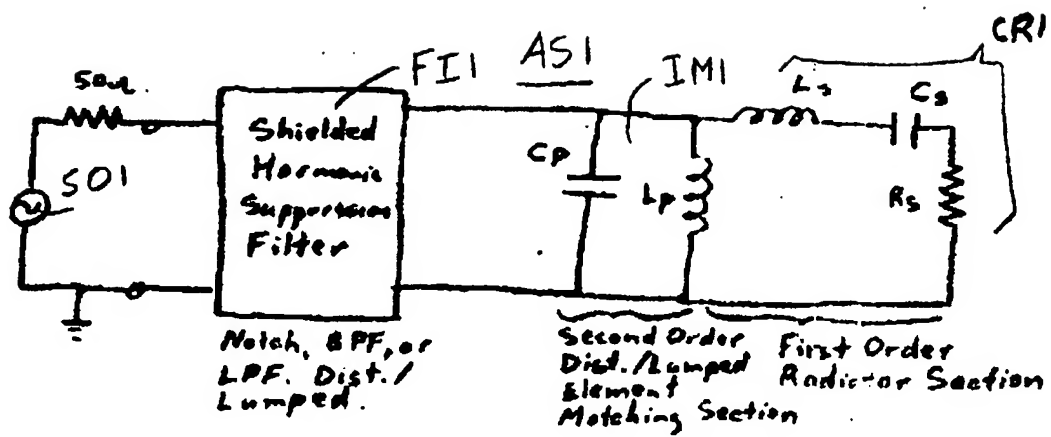 CR1
AS1
FI1
IM1
50Ω
Ls
Cs
Shielded
Harmonic
Suppression
Filter
SO1
Cp
Lp
Rs
Notch, BPF, or
LPF. Dist./
Lumped.
Second Order
Dist./Lumped
Element
Matching Section
First Order
Radiator Section